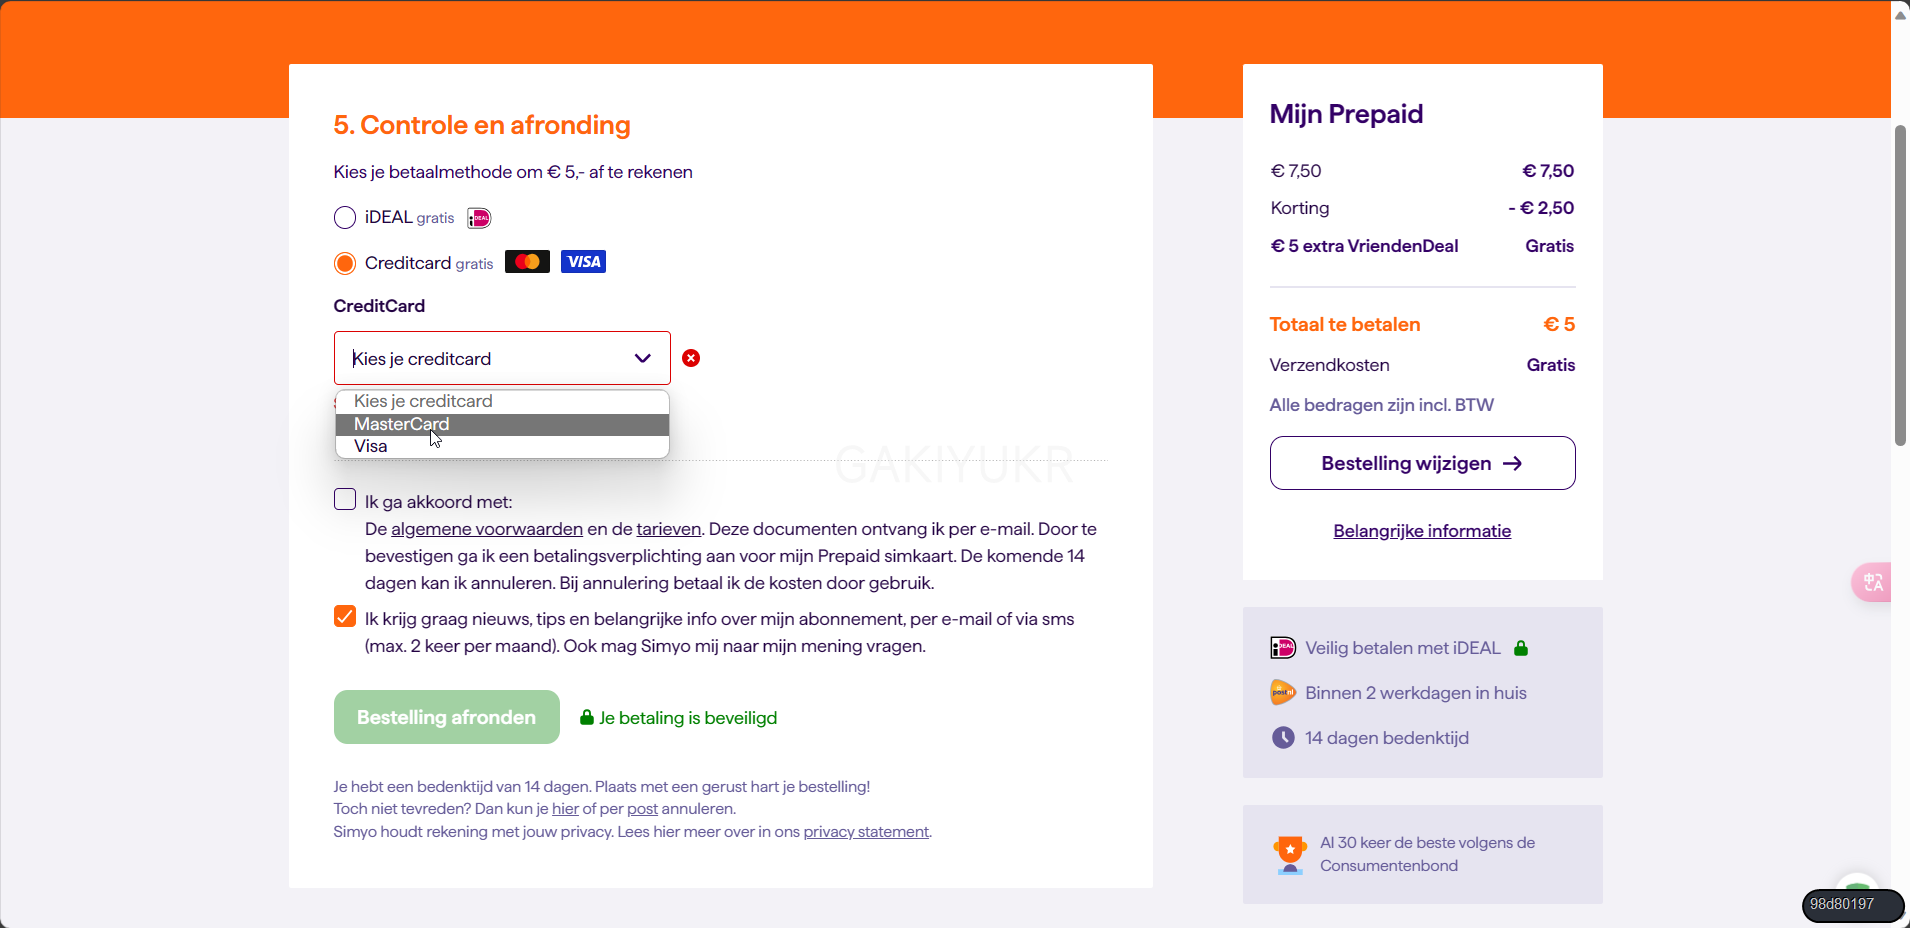 5. Controle en afronding
Kies je betaalmethode om € 5,- af te rekenen
iDEAL gratis iDEAL
Creditcard gratis VISA
CreditCard
Kies je creditcard
Kies je creditcard
MasterCard
Visa
GAKIYUKR
Ik ga akkoord met:
De algemene voorwaarden en de tarieven. Deze documenten ontvang ik per e-mail. Door te
bevestigen ga ik een betalingsverplichting aan voor mijn Prepaid simkaart. De komende 14
dagen kan ik annuleren. Bij annulering betaal ik de kosten door gebruik.
Ik krijg graag nieuws, tips en belangrijke info over mijn abonnement, per e-mail of via sms
(max. 2 keer per maand). Ook mag Simyo mij naar mijn mening vragen.
Bestelling afronden
Je betaling is beveiligd
Je hebt een bedenktijd van 14 dagen. Plaats met een gerust hart je bestelling!
Toch niet tevreden? Dan kun je hier of per post annuleren.
Simyo houdt rekening met jouw privacy. Lees hier meer over in ons privacy statement.
Mijn Prepaid
€ 7,50 € 7,50
Korting - € 2,50
€ 5 extra VriendenDeal Gratis
Totaal te betalen € 5
Verzendkosten Gratis
Alle bedragen zijn incl. BTW
Bestelling wijzigen →
Belangrijke informatie
iDEAL Veilig betalen met iDEAL
postnl Binnen 2 werkdagen in huis
14 dagen bedenktijd
Al 30 keer de beste volgens de
Consumentenbond
中 A
98d80197